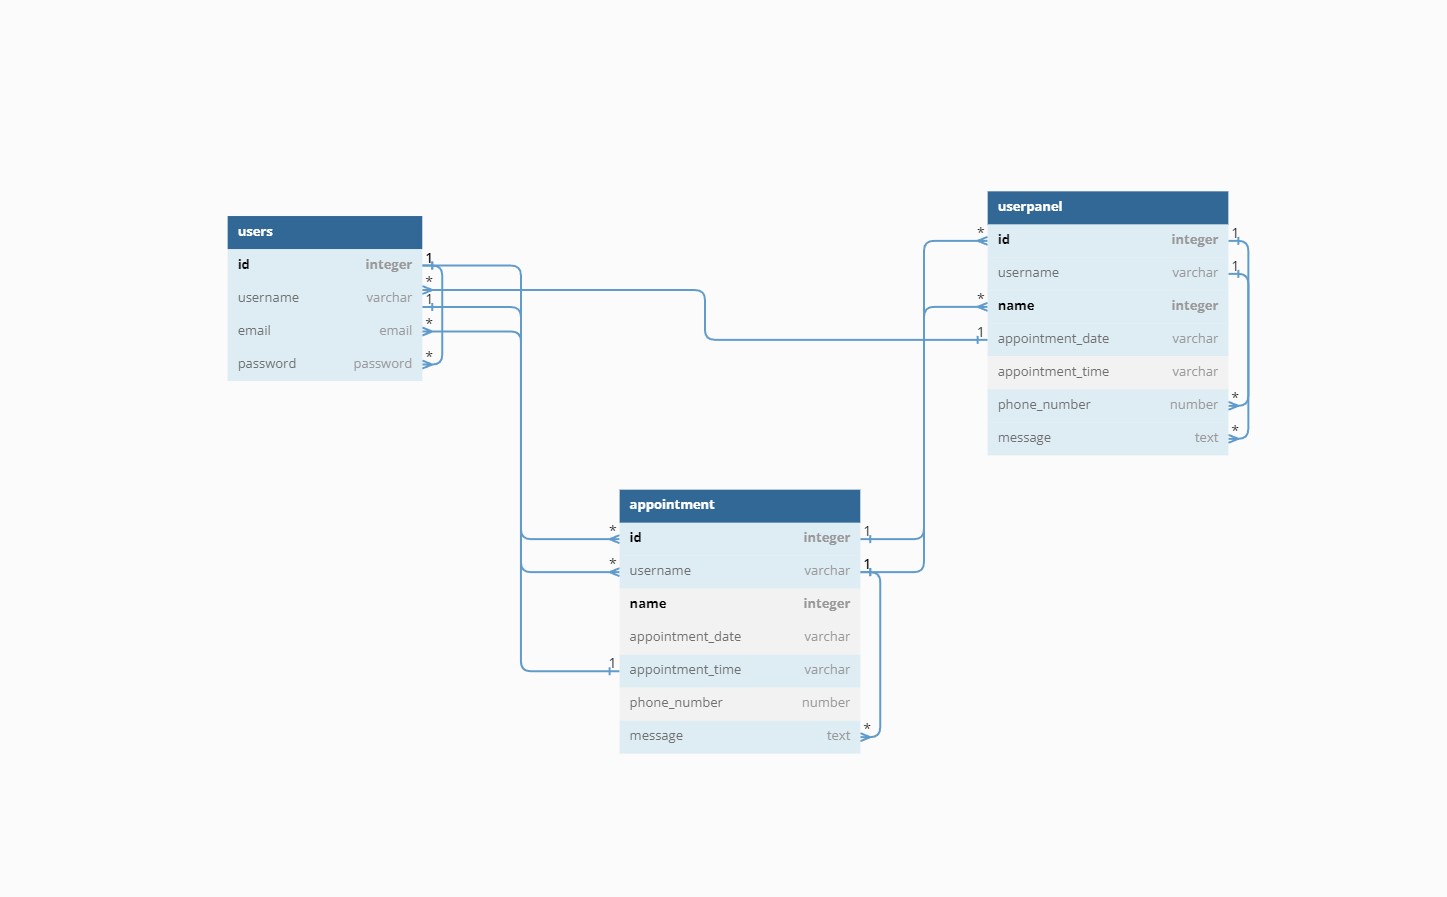 users
id integer 1
*
username varchar
1
*
email email
*
password password
userpanel
* id integer 1
username varchar 1
* name integer
1 appointment_date varchar
appointment_time varchar
phone_number number *
message text *
appointment
* id integer 1
* username varchar 1
name integer
appointment_date varchar
1 appointment_time varchar
phone_number number
message text *